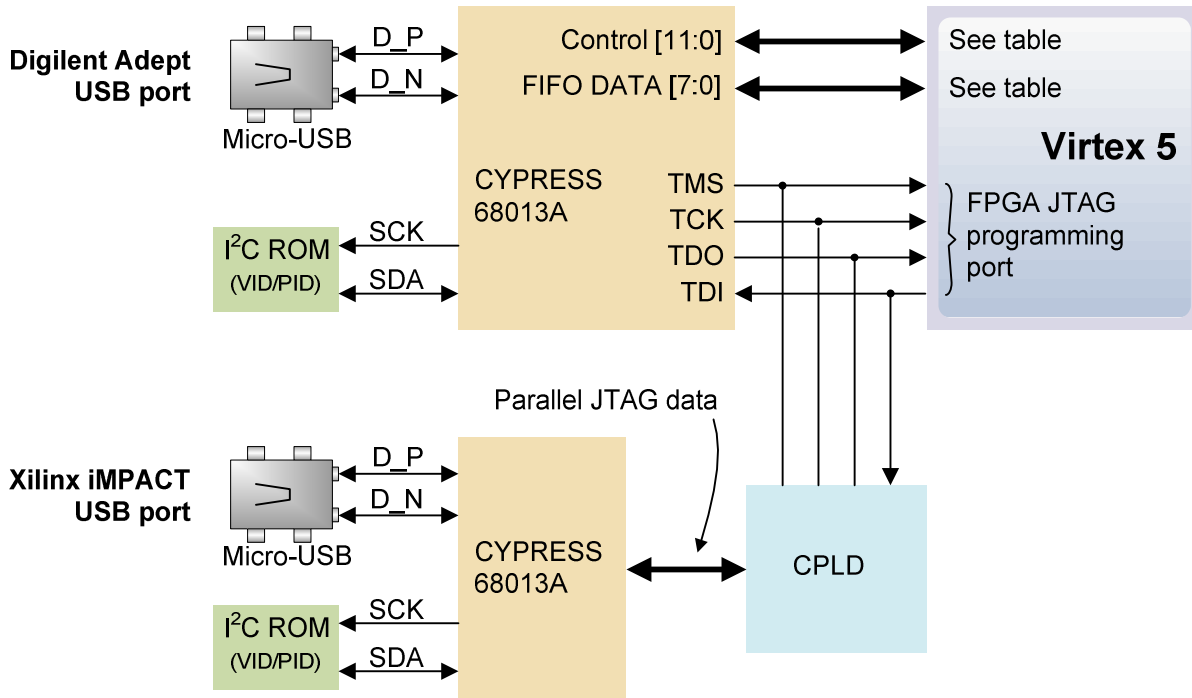 Digilent Adept
USB port
Micro-USB
D_P
D_N
Control [11:0]
FIFO DATA [7:0]
See table
See table
Virtex 5
CYPRESS
68013A
TMS
TCK
TDO
TDI
FPGA JTAG
programming
port
I²C ROM
(VID/PID)
SCK
SDA
Parallel JTAG data
Xilinx iMPACT
USB port
Micro-USB
D_P
D_N
CYPRESS
68013A
CPLD
I²C ROM
(VID/PID)
SCK
SDA